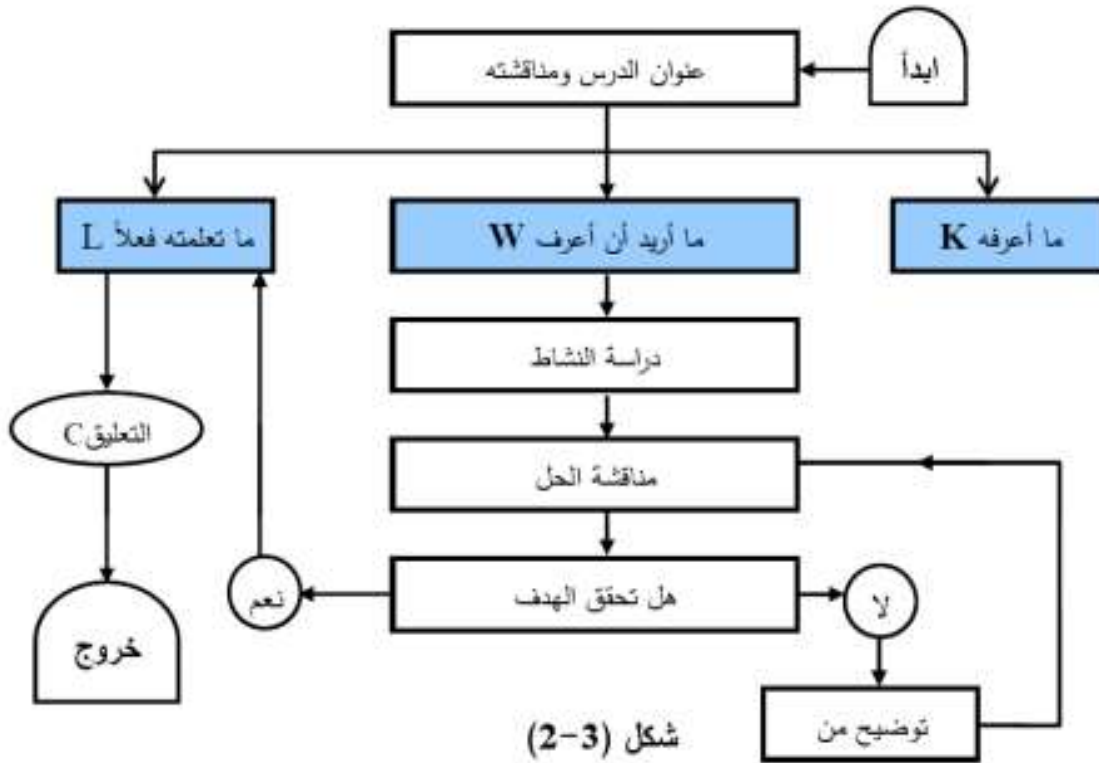 ابدأ
عنوان الدرس ومناقشته
ما أعرفه K
ما أريد أن أعرف W
ما تعلمته فعلاً L
دراسة النشاط
التعليق C
مناقشة الحل
هل تحقق الهدف
نعم
لا
خروج
توضيح من
شكل (3-2)